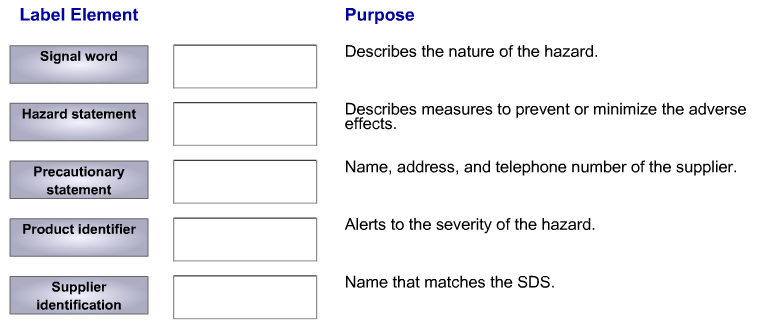 Label Element Purpose
Signal word Describes the nature of the hazard.
Hazard statement Describes measures to prevent or minimize the adverse
effects.
Precautionary
statement
Name, address, and telephone number of the supplier.
Product identifier Alerts to the severity of the hazard.
Supplier
identification
Name that matches the SDS.